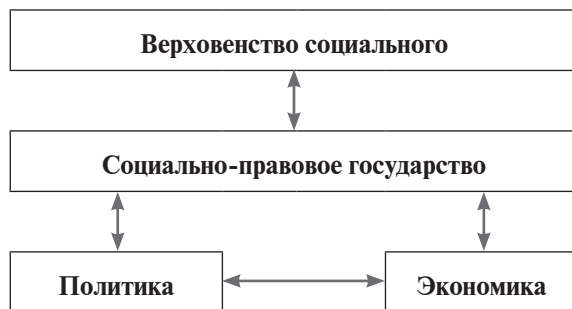 Верховенство социального
Социально-правовое государство
Политика
Экономика